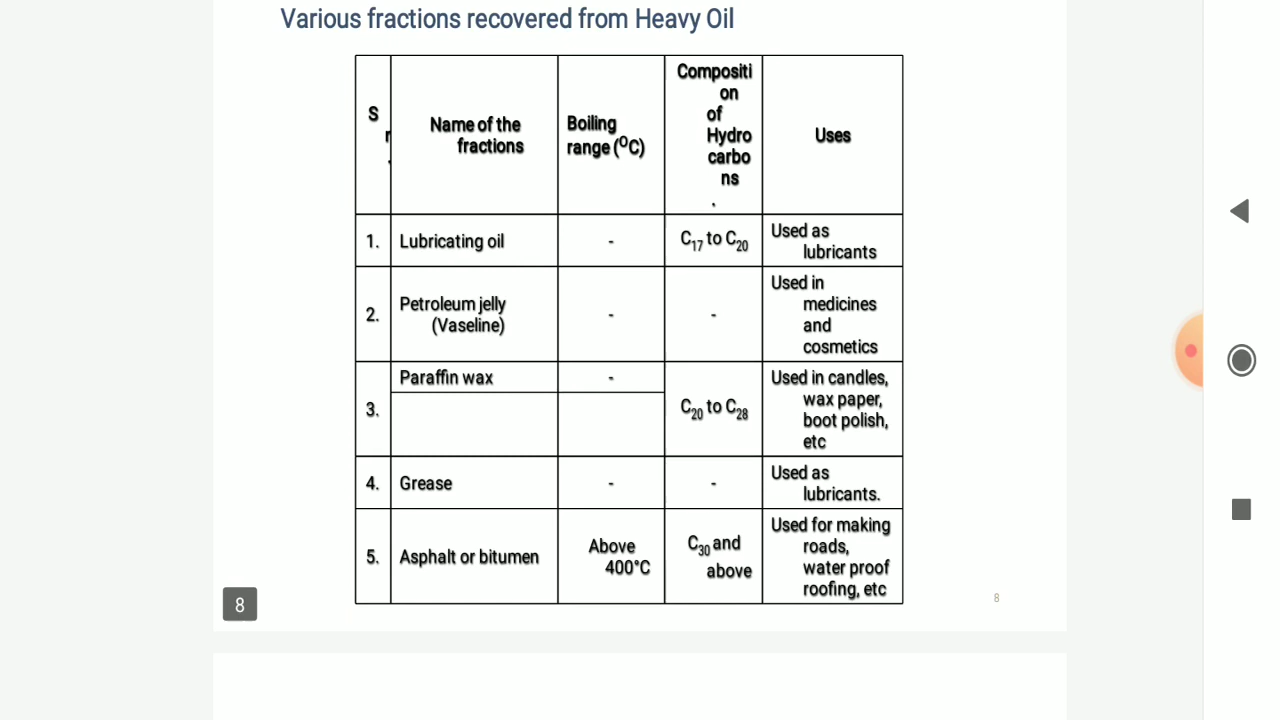 Various fractions recovered from Heavy Oil
S
r
.
Name of the
fractions
Boiling
range (°C)
Compositi
on
of
Hydro
carbo
ns
.
Uses
1.
Lubricating oil
-
C₁₇ to C₂₀
Used as
lubricants
2.
Petroleum jelly
(Vaseline)
-
-
Used in
medicines
and
cosmetics
3.
Paraffin wax
-
C₂₀ to C₂₈
Used in candles,
wax paper,
boot polish,
etc
4.
Grease
-
-
Used as
lubricants.
5.
Asphalt or bitumen
Above
400°C
C₃₀ and
above
Used for making
roads,
water proof
roofing, etc
8
8